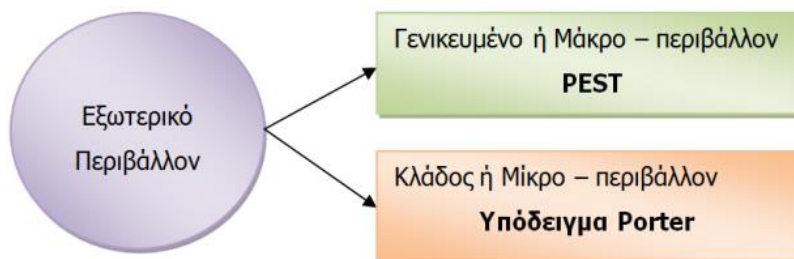 Εξωτερικό
Περιβάλλον
Γενικευμένο ή Μάκρο – περιβάλλον
PEST
Κλάδος ή Μίκρο – περιβάλλον
Υπόδειγμα Porter